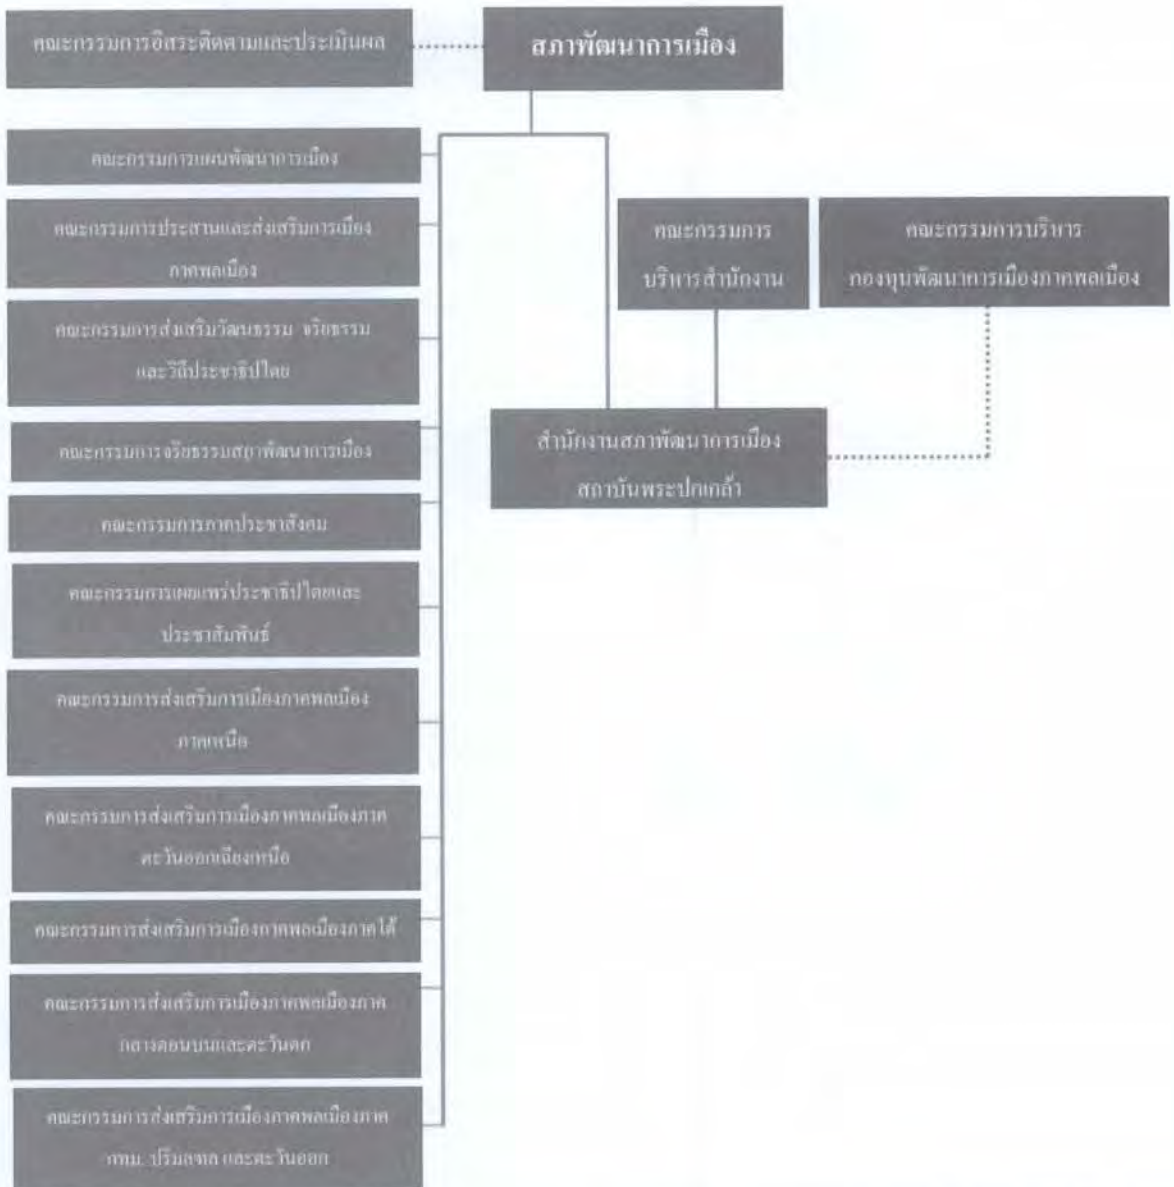 คณะกรรมการอิสระติดตามและประเมินผล
สภาพัฒนาการเมือง
คณะกรรมการแผนพัฒนาการเมือง
คณะกรรมการประสานและส่งเสริมการเมือง
ภาคพลเมือง
คณะกรรมการส่งเสริมวัฒนธรรม จริยธรรม
และวิถีประชาธิปไตย
คณะกรรมการจริยธรรมสภาพัฒนาการเมือง
คณะกรรมการภาคประชาสังคม
คณะกรรมการเผยแพร่ประชาธิปไตยและ
ประชาสัมพันธ์
คณะกรรมการส่งเสริมการเมืองภาคพลเมือง
ภาคเหนือ
คณะกรรมการส่งเสริมการเมืองภาคพลเมืองภาค
ตะวันออกเฉียงเหนือ
คณะกรรมการส่งเสริมการเมืองภาคพลเมืองภาคใต้
คณะกรรมการส่งเสริมการเมืองภาคพลเมืองภาค
กลางตอนบนและตะวันตก
คณะกรรมการส่งเสริมการเมืองภาคพลเมืองภาค
กทม. ปริมณฑล และตะวันออก
คณะกรรมการ
บริหารสำนักงาน
คณะกรรมการบริหาร
กองทุนพัฒนาการเมืองภาคพลเมือง
สำนักงานสภาพัฒนาการเมือง
สถาบันพระปกเกล้า